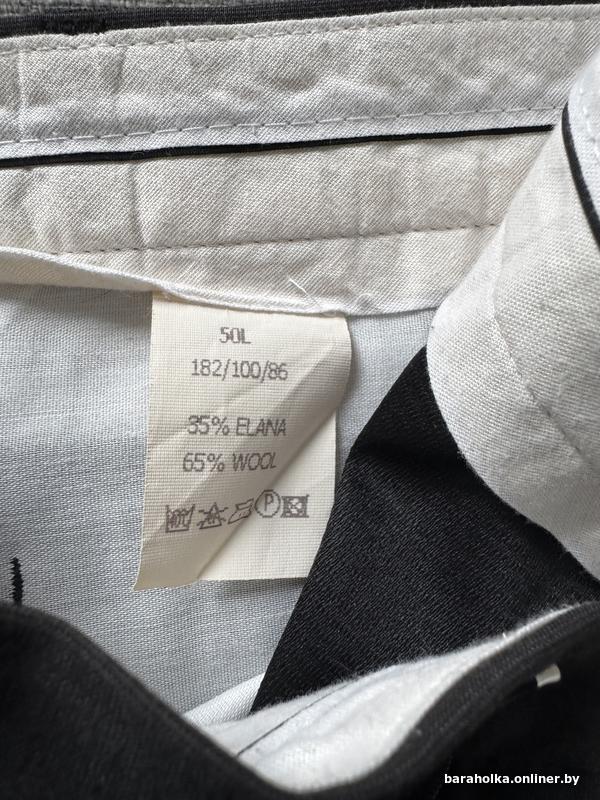 50L
182/100/86
35% ELANA
65% WOOL
P
baraholka.onliner.by